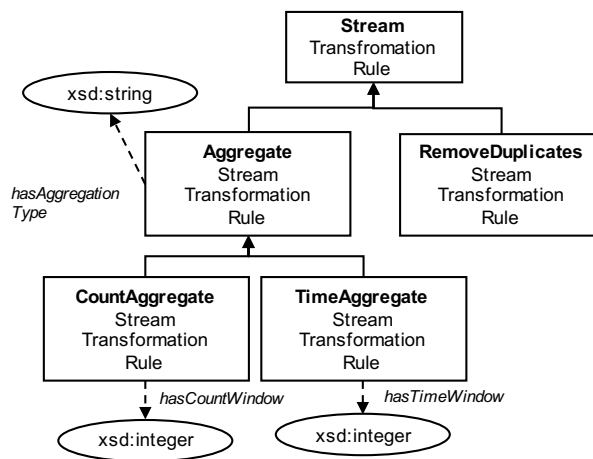 Stream
Transfromation
Rule
xsd:string
Aggregate
Stream
Transformation
Rule
RemoveDuplicates
Stream
Transformation
Rule
hasAggregation
Type
CountAggregate
Stream
Transformation
Rule
TimeAggregate
Stream
Transformation
Rule
hasCountWindow
hasTimeWindow
xsd:integer
xsd:integer